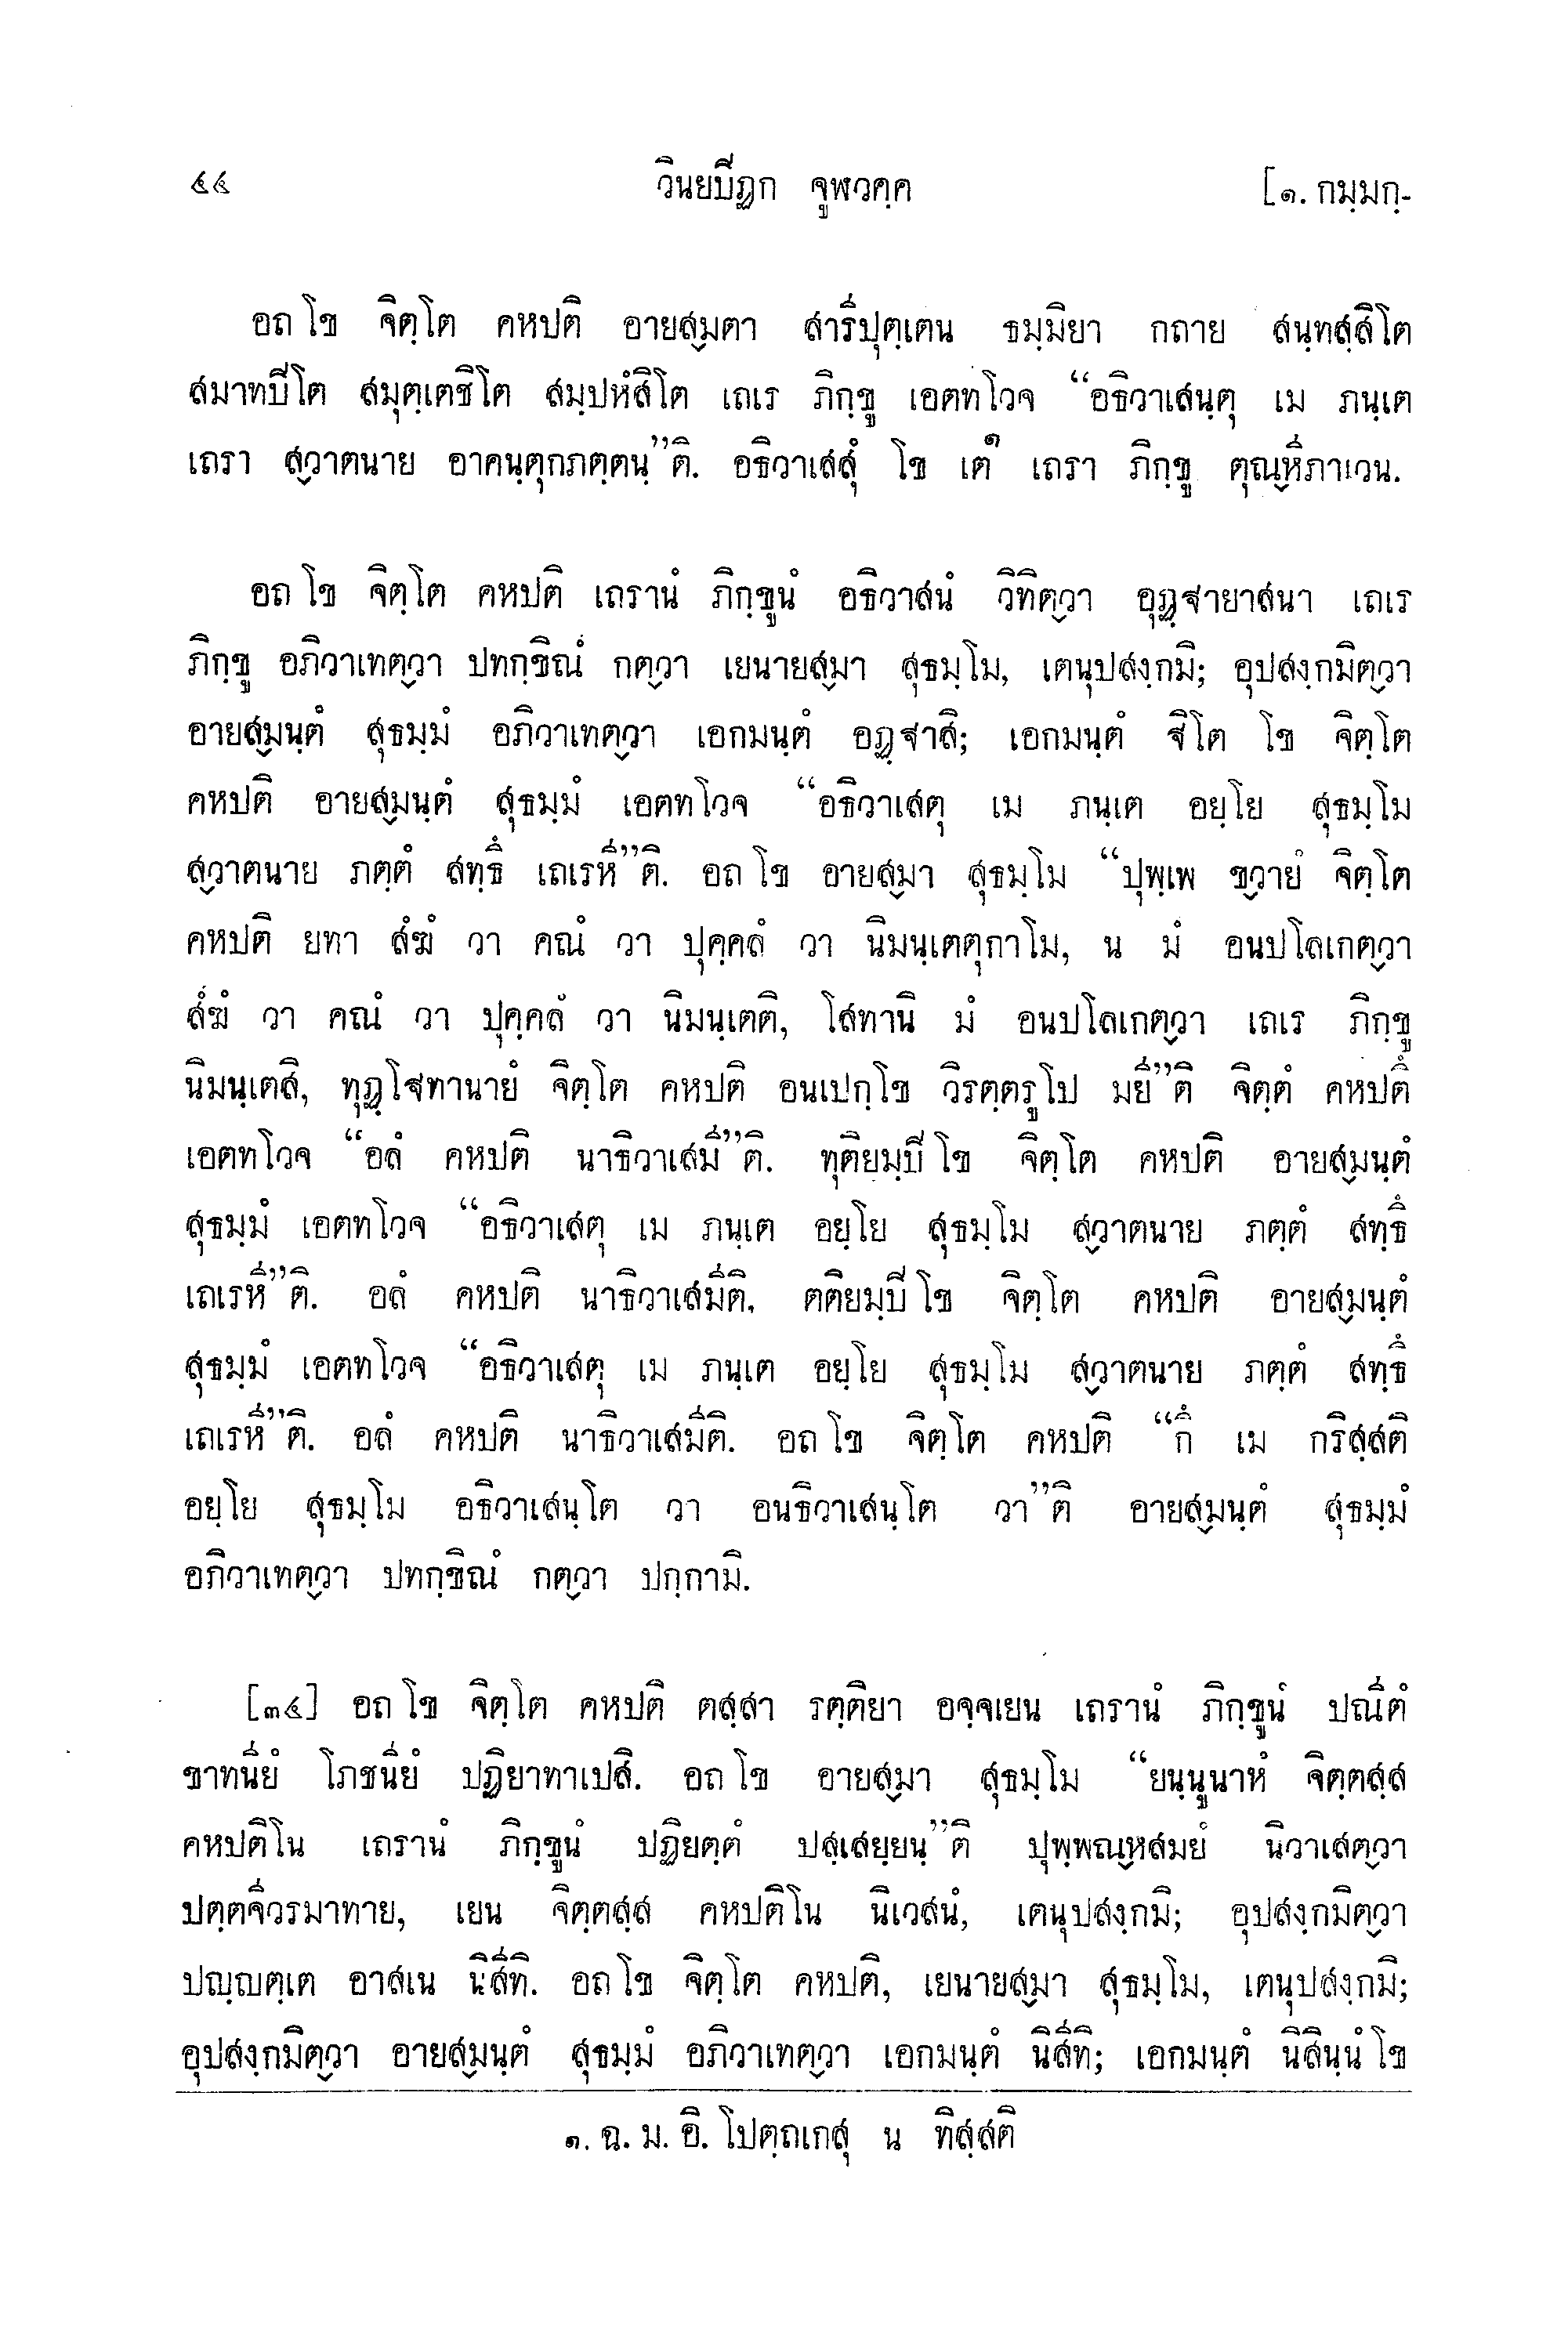 ๕๔ วินยปิฏก จูฬวคฺค [๑. กมฺมกฺ-
อถ โข จิตฺโต คหปติ อายสฺมตา สารีปุตฺเตน ธมฺมิยา กถาย สนฺทสฺสิโต
สมาทปิโต สมุตฺเตชิโต สมฺปหํสิโต เถเร ภิกฺขู เอตทโวจ “อธิวาเสนฺตุ เม ภนฺเต
เถรา สฺวาตนาย อาคนฺตุกภตฺตนฺ”ติ. อธิวาเสสุํ โข เต๑ เถรา ภิกฺขู ตุณฺหีภาเวน.
อถ โข จิตฺโต คหปติ เถรานํ ภิกฺขูนํ อธิวาสนํ วิทิตฺวา อุฏฺฐายาสนา เถเร
ภิกฺขู อภิวาเทตฺวา ปทกฺขิณํ กตฺวา เยนายสฺมา สุธมฺโม, เตนุปสงฺกมิ; อุปสงฺกมิตฺวา
อายสฺมนฺตํ สุธมฺมํ อภิวาเทตฺวา เอกมนฺตํ อฏฺฐาสิ; เอกมนฺตํ ฐิโต โข จิตฺโต
คหปติ อายสฺมนฺตํ สุธมฺมํ เอตทโวจ “อธิวาเสตุ เม ภนฺเต อยฺโย สุธมฺโม
สฺวาตนาย ภตฺตํ สทฺธึ เถเรหี”ติ. อถ โข อายสฺมา สุธมฺโม “ปุพฺเพ ขฺวายํ จิตฺโต
คหปติ ยทา สํฆํ วา คณํ วา ปุคฺคลํ วา นิมนฺเตตุกาโม, น มํ อนปโลเกตฺวา
สํฆํ วา คณํ วา ปุคฺคลํ วา นิมนฺเตติ, โสทานิ มํ อนปโลเกตฺวา เถเร ภิกฺขู
นิมนฺเตสิ, ทุฏฺโฐทานายํ จิตฺโต คหปติ อนเปกฺโข วิรตฺตรูโป มยี”ติ จิตฺตํ คหปตึ
เอตทโวจ “อลํ คหปติ นาธิวาเสมี”ติ. ทุติยมฺปิ โข จิตฺโต คหปติ อายสฺมนฺตํ
สุธมฺมํ เอตทโวจ “อธิวาเสตุ เม ภนฺเต อยฺโย สุธมฺโม สฺวาตนาย ภตฺตํ สทฺธึ
เถเรหี”ติ. อลํ คหปติ นาธิวาเสมีติ. ตติยมฺปิ โข จิตฺโต คหปติ อายสฺมนฺตํ
สุธมฺมํ เอตทโวจ “อธิวาเสตุ เม ภนฺเต อยฺโย สุธมฺโม สฺวาตนาย ภตฺตํ สทฺธึ
เถเรหี”ติ. อลํ คหปติ นาธิวาเสมีติ. อถ โข จิตฺโต คหปติ “กึ เม กริสฺสติ
อยฺโย สุธมฺโม อธิวาเสนฺโต วา อนธิวาเสนฺโต วา”ติ อายสฺมนฺตํ สุธมฺมํ
อภิวาเทตฺวา ปทกฺขิณํ กตฺวา ปกฺกามิ.
[๓๔] อถ โข จิตฺโต คหปติ ตสฺสา รตฺติยา อจฺจเยน เถรานํ ภิกฺขูนํ ปณีตํ
ขาทนียํ โภชนียํ ปฏิยาทาเปสิ. อถ โข อายสฺมา สุธมฺโม “ยนฺนูนาหํ จิตฺตสฺส
คหปติโน เถรานํ ภิกฺขูนํ ปฏิยตฺตํ ปสฺเสยฺยนฺ”ติ ปุพฺพณฺหสมยํ นิวาเสตฺวา
ปตฺตจีวรมาทาย, เยน จิตฺตสฺส คหปติโน นิเวสนํ, เตนุปสงฺกมิ; อุปสงฺกมิตฺวา
ปญฺญตฺเต อาสเน นิสีทิ. อถ โข จิตฺโต คหปติ, เยนายสฺมา สุธมฺโม, เตนุปสงฺกมิ;
อุปสงฺกมิตฺวา อายสฺมนฺตํ สุธมฺมํ อภิวาเทตฺวา เอกมนฺตํ นิสีทิ; เอกมนฺตํ นิสินฺนํ โข
๑. ฉ. ม. อิ. โปตฺถเกสุ น ทิสฺสติ